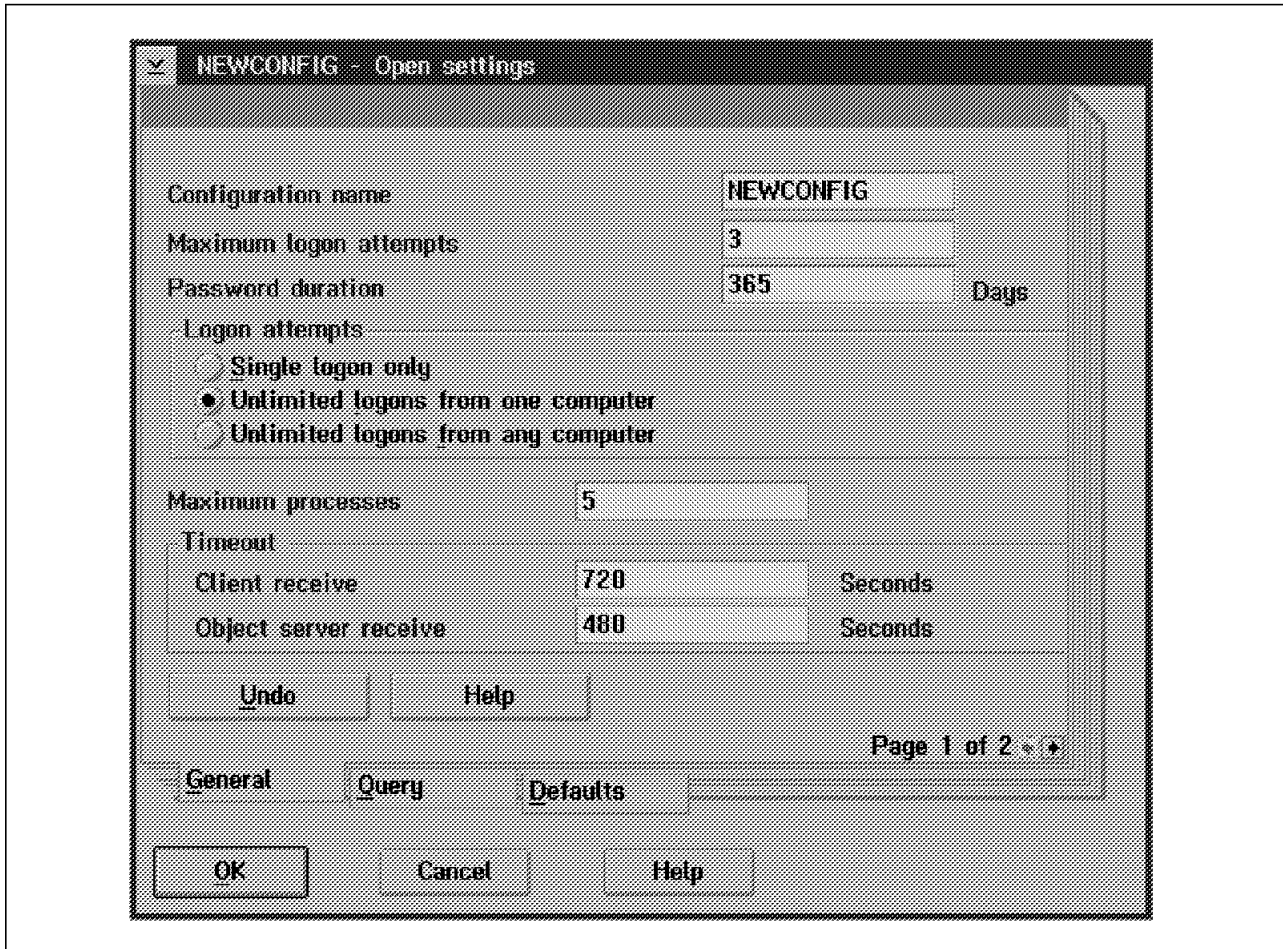 NEWCONFIG - Open settings
Configuration name NEWCONFIG
Maximum logon attempts 3
Password duration 365 Days
Logon attempts
Single logon only
Unlimited logons from one computer
Unlimited logons from any computer
Maximum processes 5
Timeout
Client receive 720 Seconds
Object server receive 480 Seconds
Undo Help
Page 1 of 2
General Query Defaults
OK Cancel Help